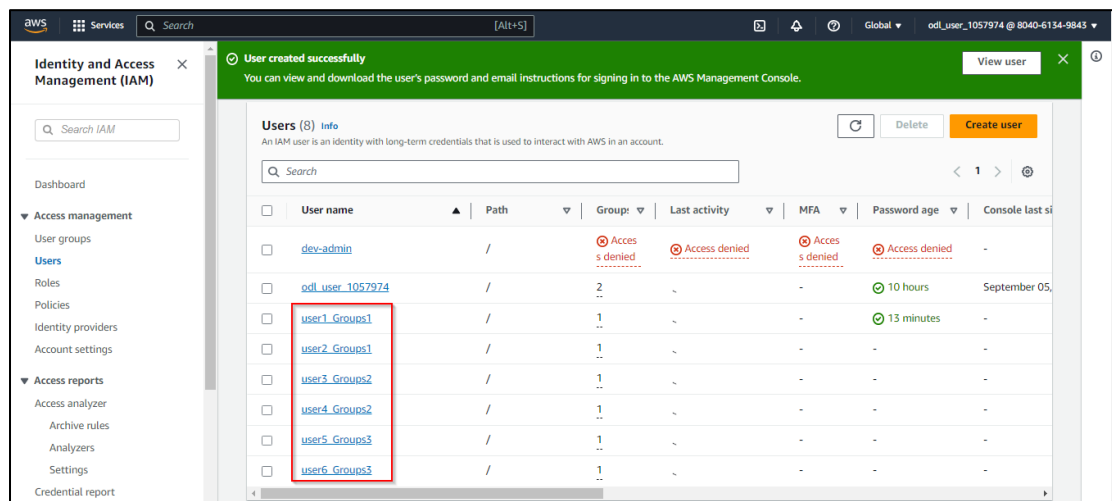 aws Services Search [Alt+S] Global odl_user_1057974 @ 8040-6134-9843
Identity and Access Management (IAM)
Search IAM
Dashboard
Access management
User groups
Users
Roles
Policies
Identity providers
Account settings
Access reports
Access analyzer
Archive rules
Analyzers
Settings
Credential report
User created successfully
You can view and download the user's password and email instructions for signing in to the AWS Management Console.
View user
Users (8) Info
An IAM user is an identity with long-term credentials that is used to interact with AWS in an account.
Delete
Create user
Search
1
User name Path Group: Last activity MFA Password age Console last si
dev-admin / Access denied Access denied Access denied Access denied -
odl_user_1057974 / 2 - - 10 hours September 05,
user1_Groups1 / 1 - - 13 minutes -
user2_Groups1 / 1 - - - -
user3_Groups2 / 1 - - - -
user4_Groups2 / 1 - - - -
user5_Groups3 / 1 - - - -
user6_Groups3 / 1 - - - -